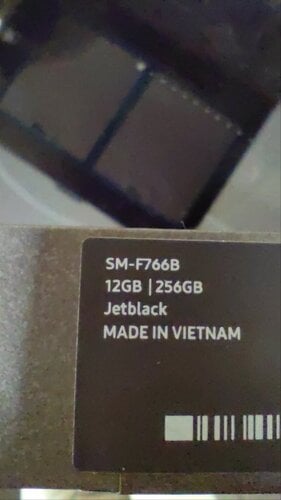 SM-F766B
12GB | 256GB
Jetblack
MADE IN VIETNAM